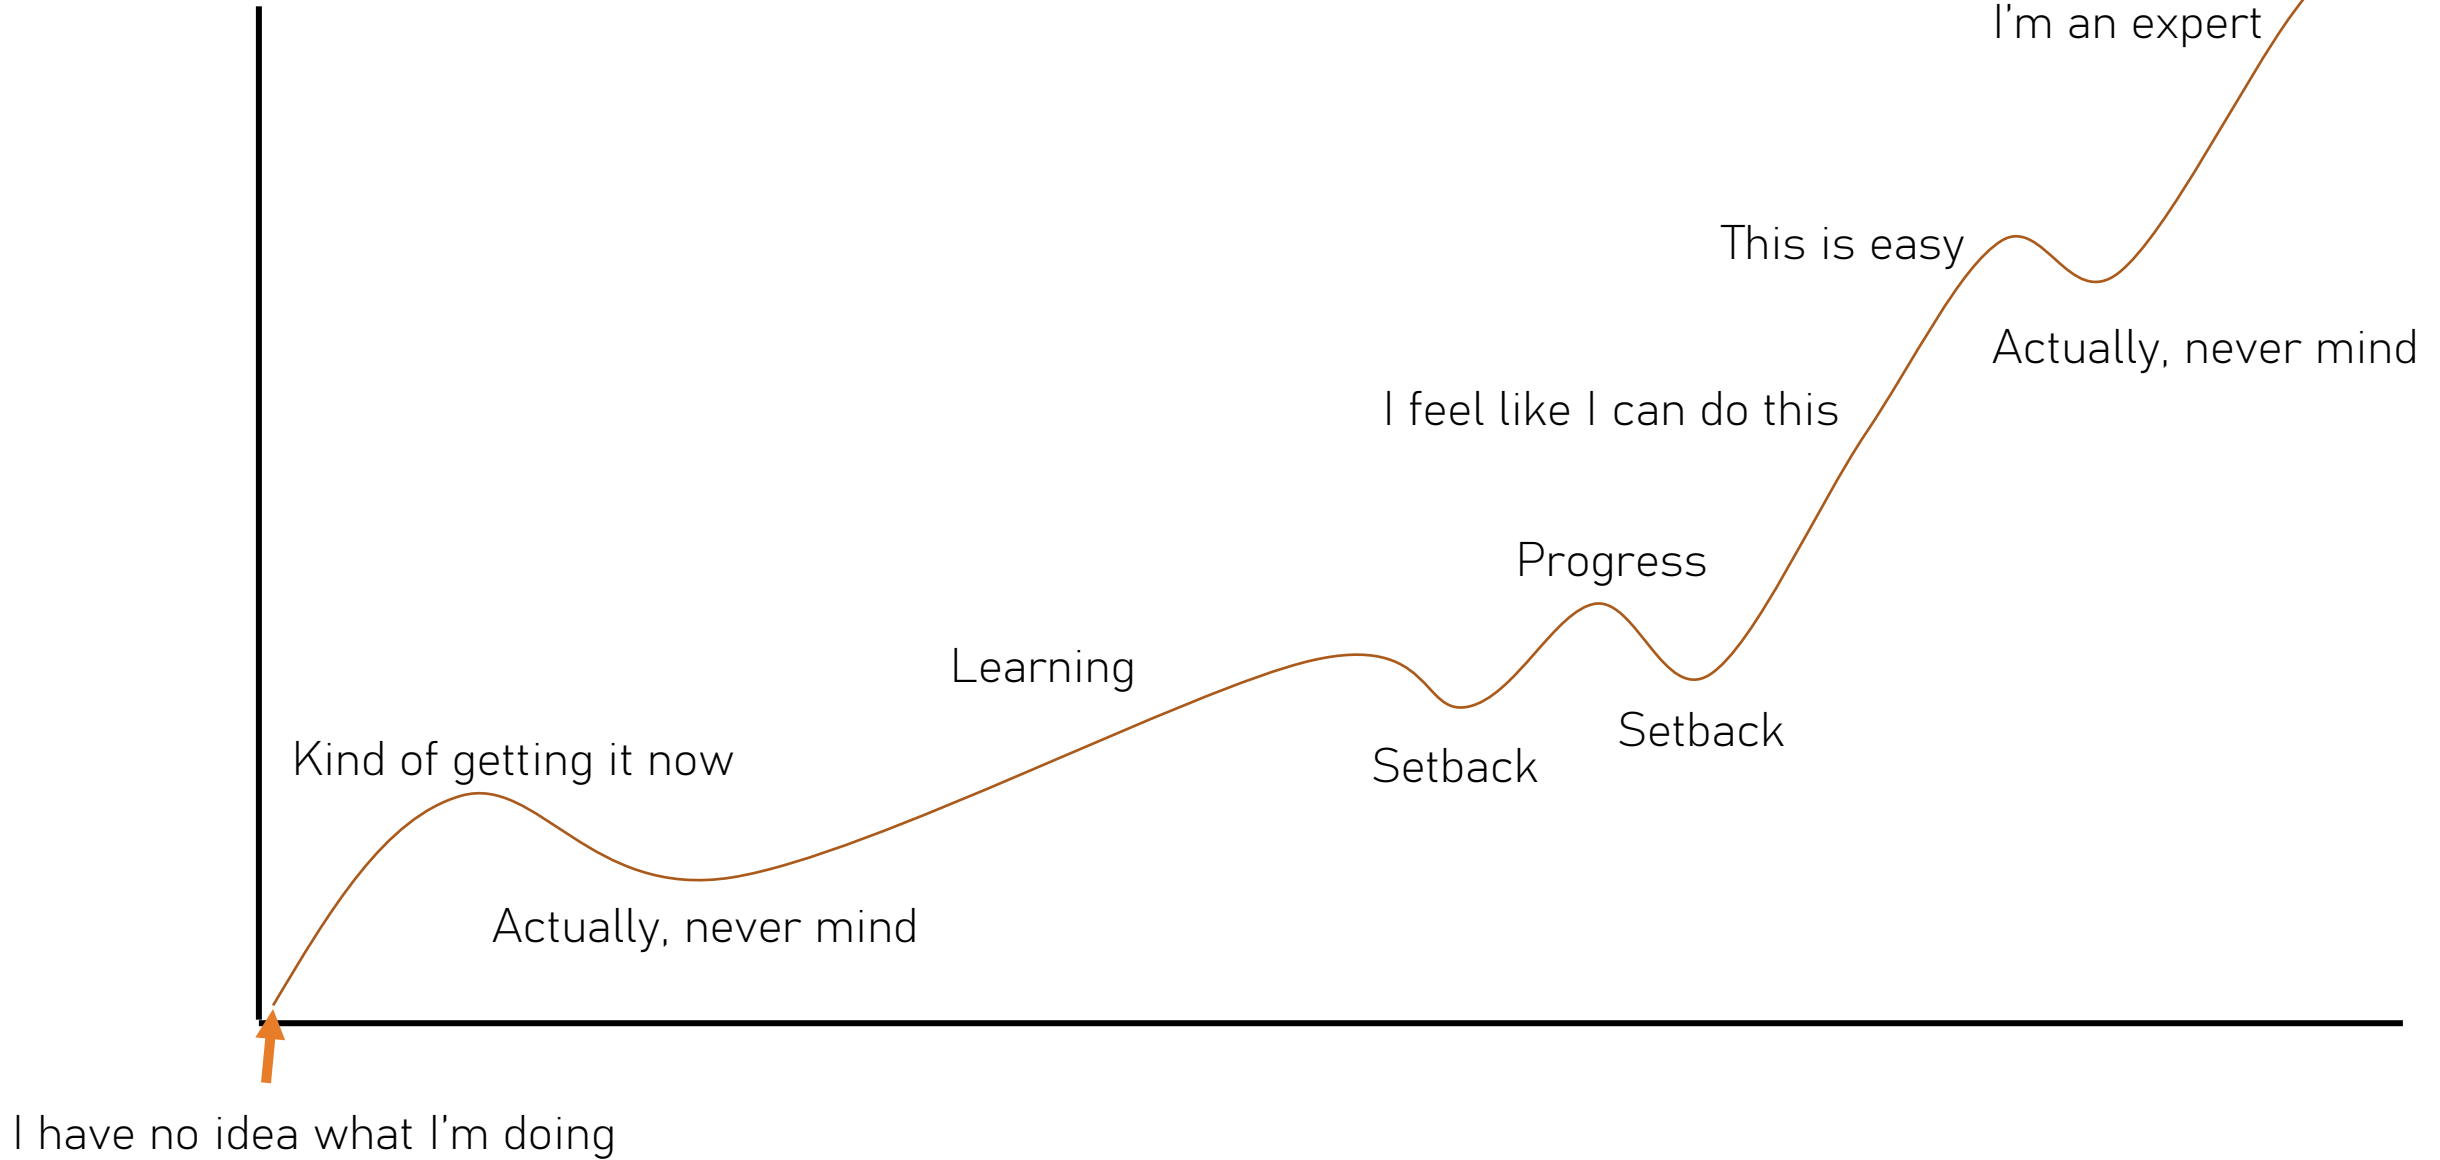 I'm an expert
This is easy
Actually, never mind
I feel like I can do this
Progress
Learning
Setback
Kind of getting it now
Setback
Actually, never mind
I have no idea what I'm doing